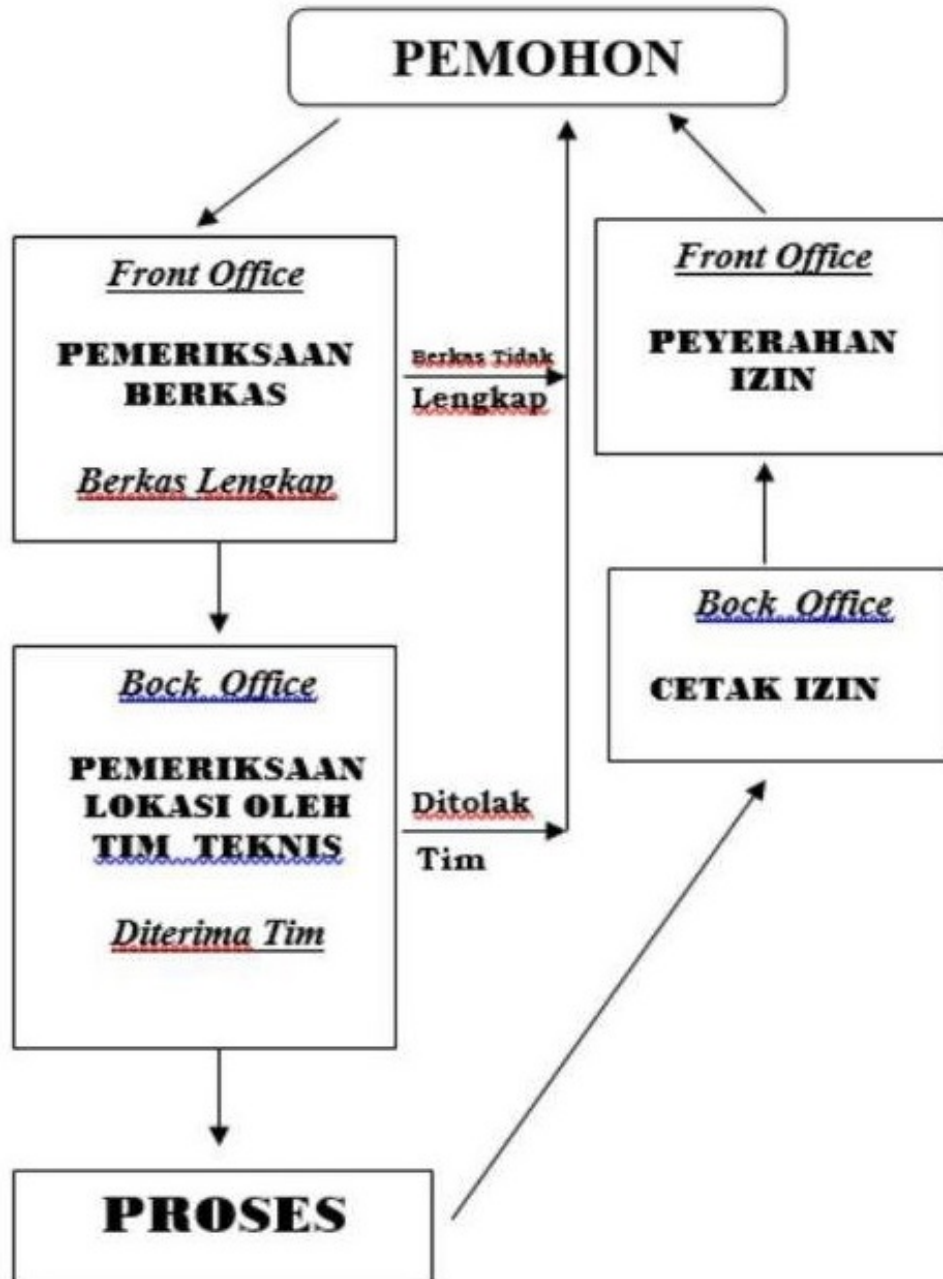 PEMOHON
Front Office
PEMERIKSAAN
BERKAS
Berkas Lengkap
Berkas Tidak
Lengkap
Bock Office
PEMERIKSAAN
LOKASI OLEH
TIM TEKNIS
Diterima Tim
Ditolak
Tim
PROSES
Bock Office
CETAK IZIN
Front Office
PEYERAHAN
IZIN